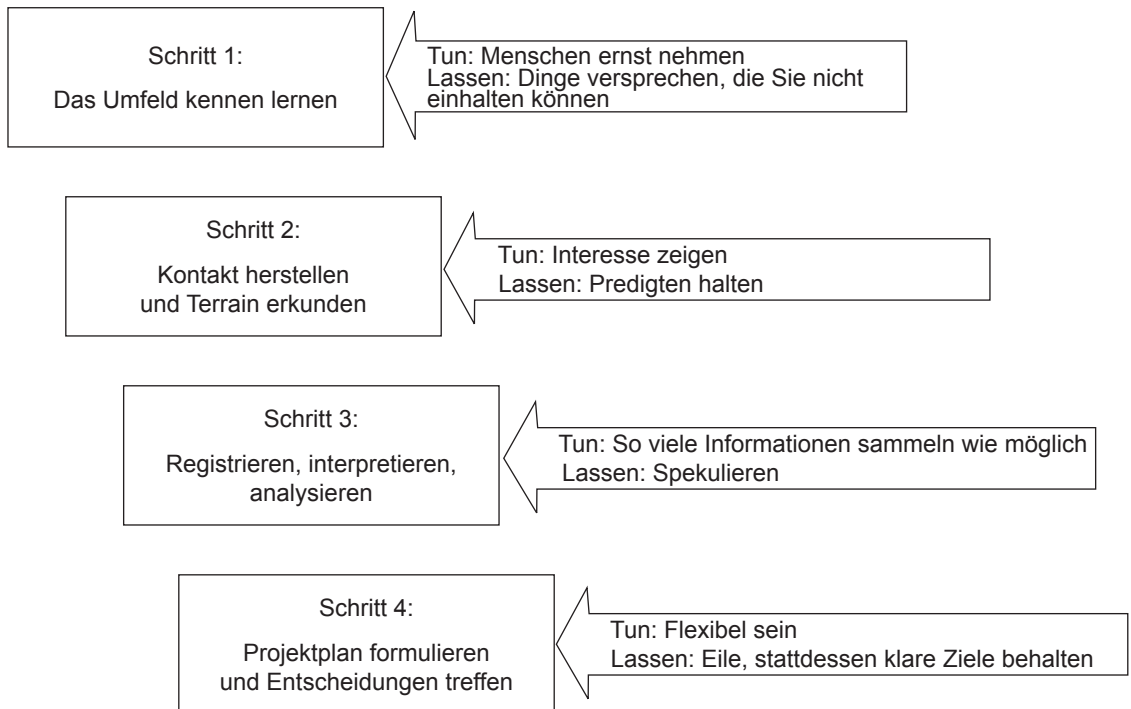 Schritt 1:
Das Umfeld kennen lernen
Tun: Menschen ernst nehmen
Lassen: Dinge versprechen, die Sie nicht
einhalten können
Schritt 2:
Kontakt herstellen
und Terrain erkunden
Tun: Interesse zeigen
Lassen: Predigten halten
Schritt 3:
Registrieren, interpretieren,
analysieren
Tun: So viele Informationen sammeln wie möglich
Lassen: Spekulieren
Schritt 4:
Projektplan formulieren
und Entscheidungen treffen
Tun: Flexibel sein
Lassen: Eile, stattdessen klare Ziele behalten